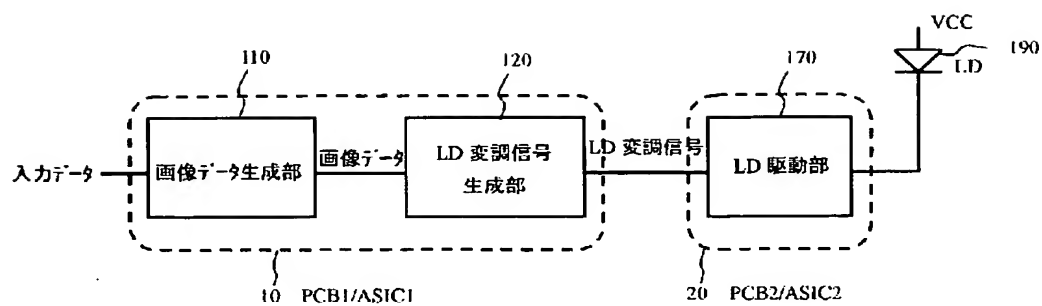 VCC
190
LD
110
120
170
入力データ
画像データ生成部
画像データ
LD 変調信号
生成部
LD 変調信号
LD 駆動部
10 PCB1/ASIC1
20 PCB2/ASIC2